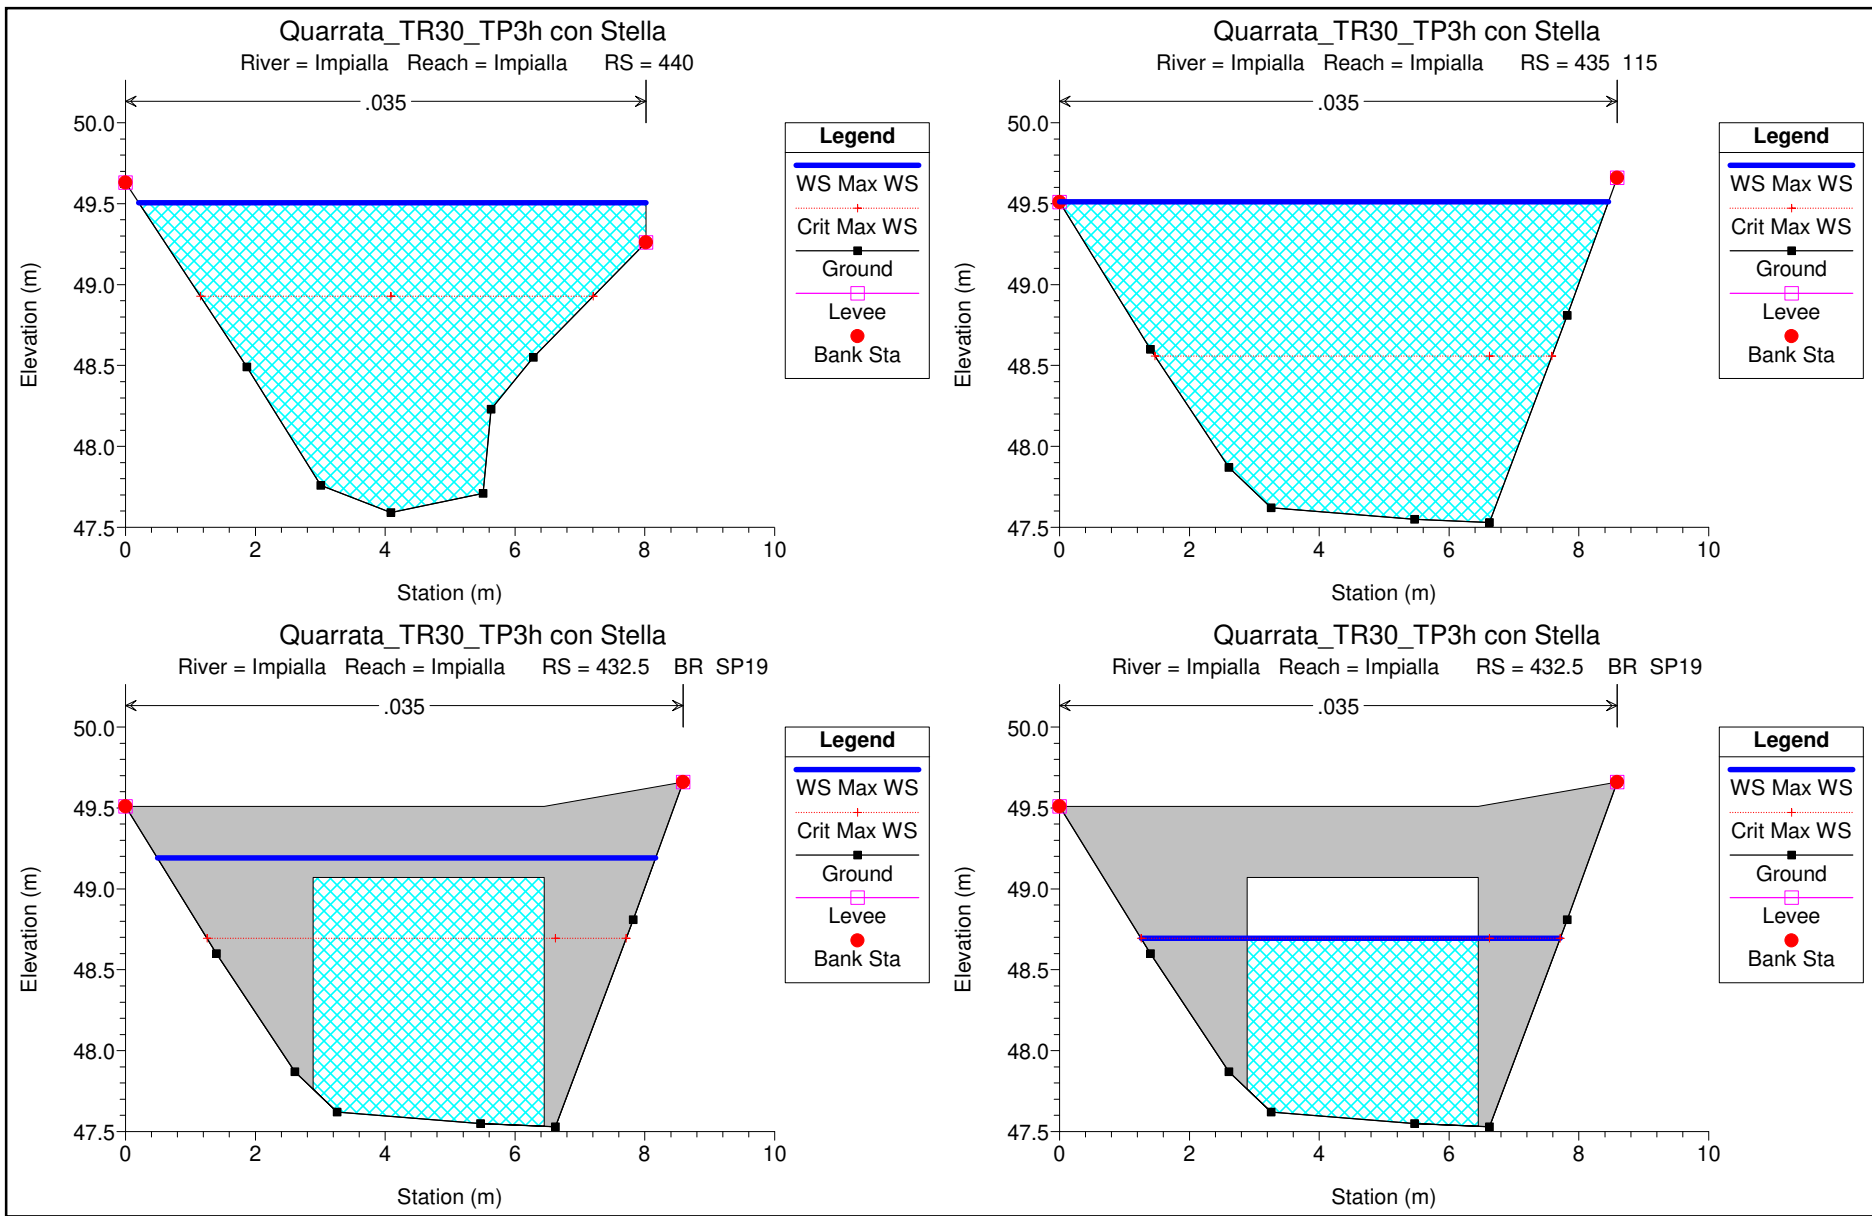 Quarrata_TR30_TP3h con Stella
River = Impialla   Reach = Impialla   RS = 440
.035
50.0
49.5
49.0
48.5
48.0
47.5
Elevation (m)
0 2 4 6 8 10
Station (m)
Legend
WS Max WS
Crit Max WS
Ground
Levee
Bank Sta
Quarrata_TR30_TP3h con Stella
River = Impialla   Reach = Impialla   RS = 435   115
.035
50.0
49.5
49.0
48.5
48.0
47.5
Elevation (m)
0 2 4 6 8 10
Station (m)
Legend
WS Max WS
Crit Max WS
Ground
Levee
Bank Sta
Quarrata_TR30_TP3h con Stella
River = Impialla   Reach = Impialla   RS = 432.5   BR   SP19
.035
50.0
49.5
49.0
48.5
48.0
47.5
Elevation (m)
0 2 4 6 8 10
Station (m)
Legend
WS Max WS
Crit Max WS
Ground
Levee
Bank Sta
Quarrata_TR30_TP3h con Stella
River = Impialla   Reach = Impialla   RS = 432.5   BR   SP19
.035
50.0
49.5
49.0
48.5
48.0
47.5
Elevation (m)
0 2 4 6 8 10
Station (m)
Legend
WS Max WS
Crit Max WS
Ground
Levee
Bank Sta